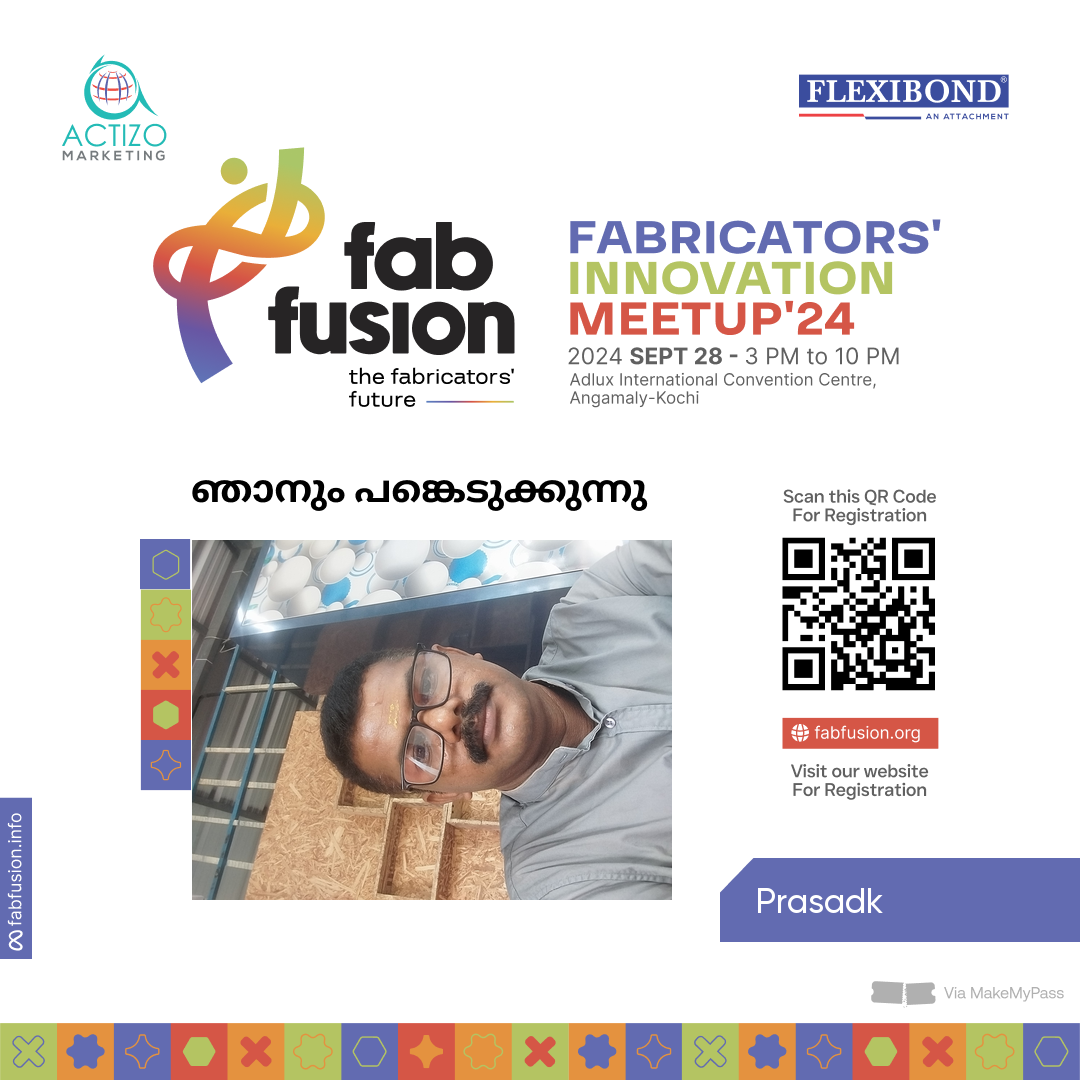 ACTIZO
MARKETING
FLEXIBOND®
AN ATTACHMENT
fab
fusion
the fabricators'
future
FABRICATORS'
INNOVATION
MEETUP'24
2024 SEPT 28 - 3 PM to 10 PM
Adlux International Convention Centre,
Angamaly-Kochi
ഞാനും പങ്കെടുക്കുന്നു
Scan this QR Code
For Registration
fabfusion.org
Visit our website
For Registration
fabfusion.info
Prasadk
Via MakeMyPass